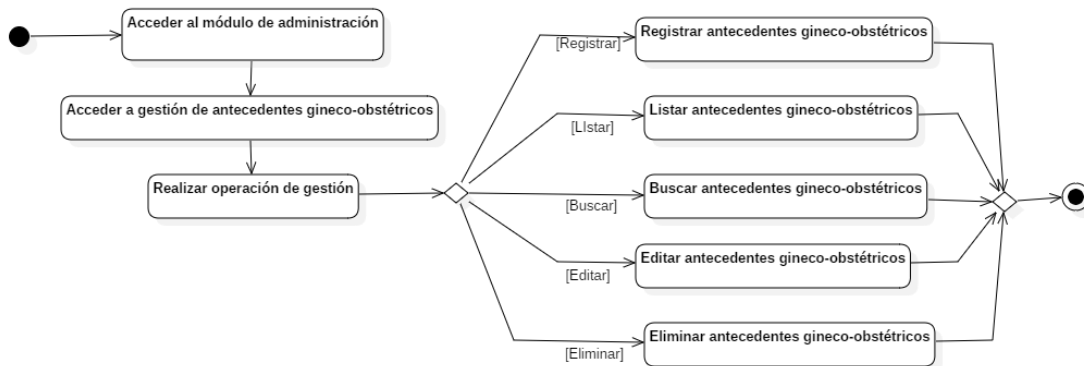 Acceder al módulo de administración
Acceder a gestión de antecedentes gineco-obstétricos
Realizar operación de gestión
[Registrar]
Registrar antecedentes gineco-obstétricos
[LIstar]
Listar antecedentes gineco-obstétricos
[Buscar]
Buscar antecedentes gineco-obstétricos
[Editar]
Editar antecedentes gineco-obstétricos
[Eliminar]
Eliminar antecedentes gineco-obstétricos